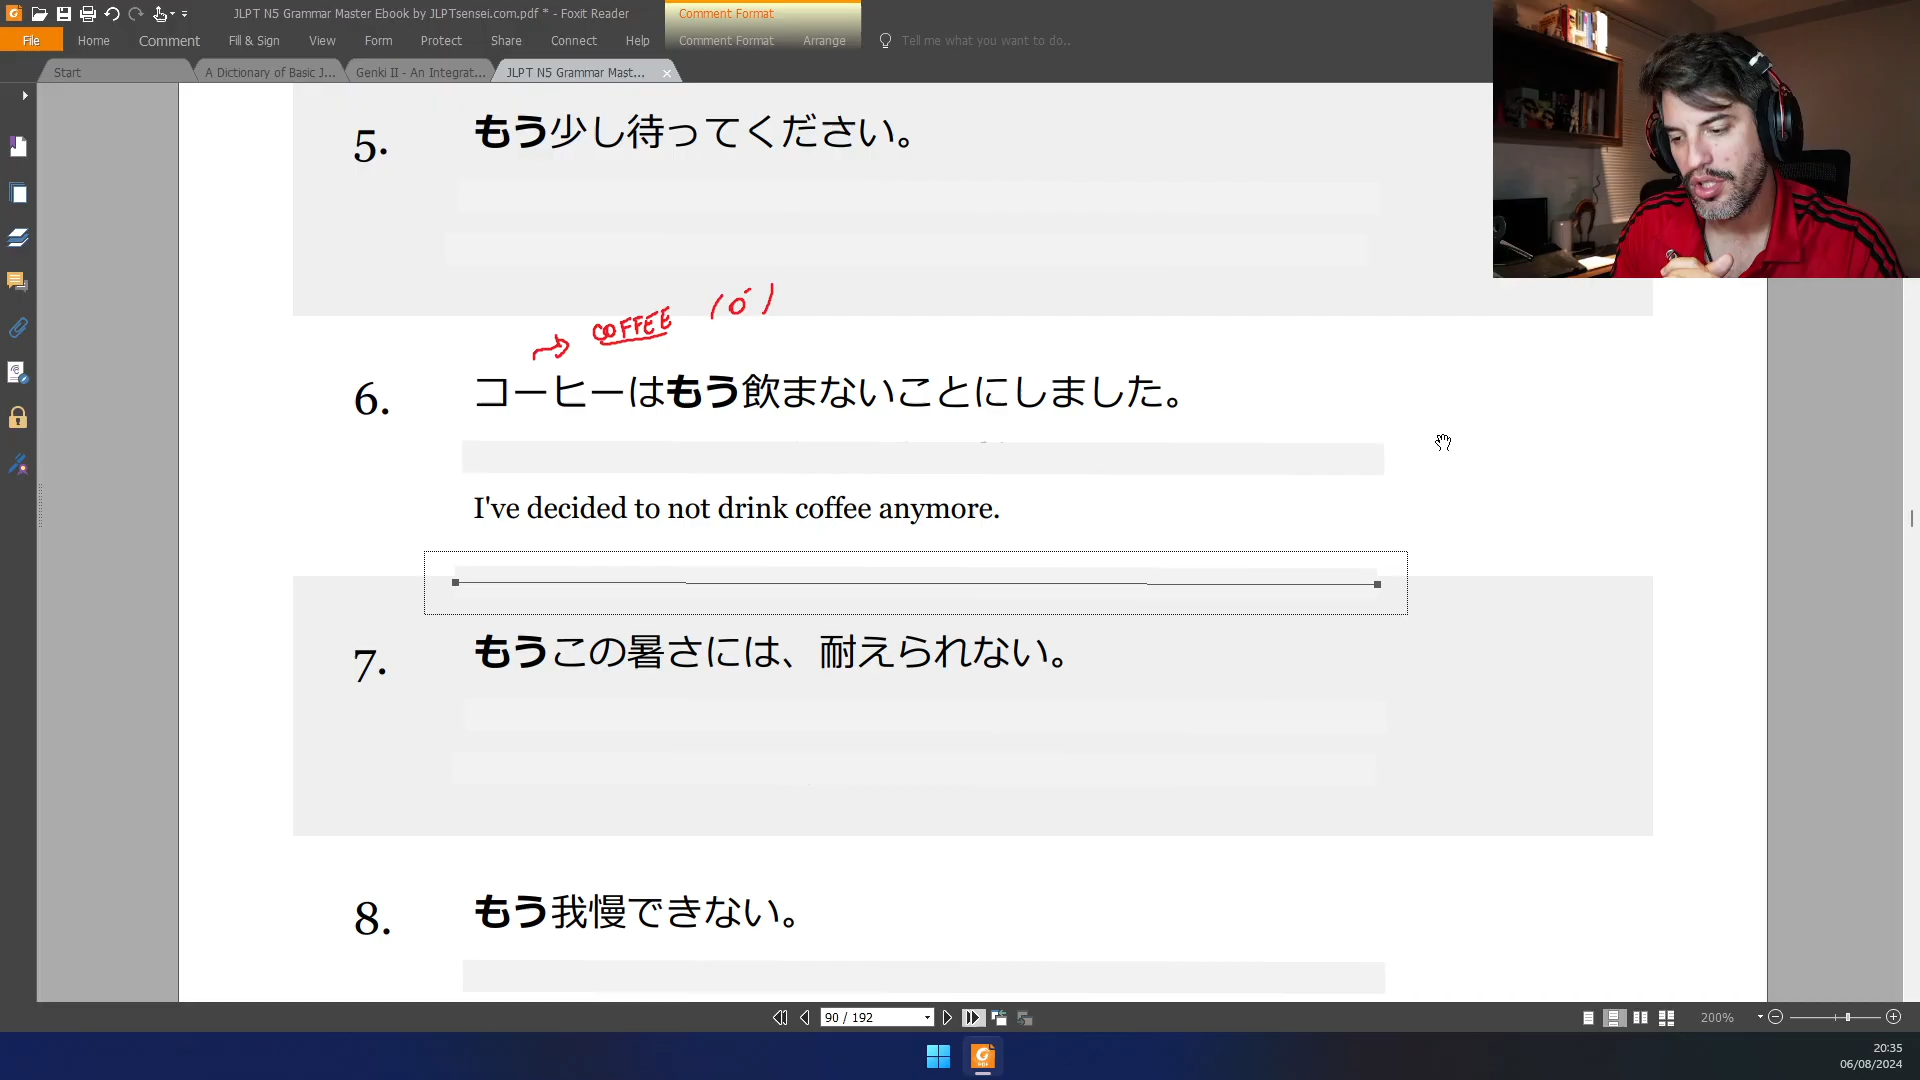 JLPT N5 Grammar Master Ebook by JLPTsensei.com.pdf * - Foxit Reader
Comment Format
File
Home
Comment
Fill & Sign
View
Form
Protect
Share
Connect
Help
Comment Format
Arrange
Tell me what you want to do..
Start
A Dictionary of Basic J...
Genki II - An Integrat...
JLPT N5 Grammar Mast...
5. もう少し待ってください。
COFFEE (Ó)
6. コーヒーはもう飲まないことにしました。
I've decided to not drink coffee anymore.
7. もうこの暑さには、耐えられない。
8. もう我慢できない。
90 / 192
200%
20:35
06/08/2024